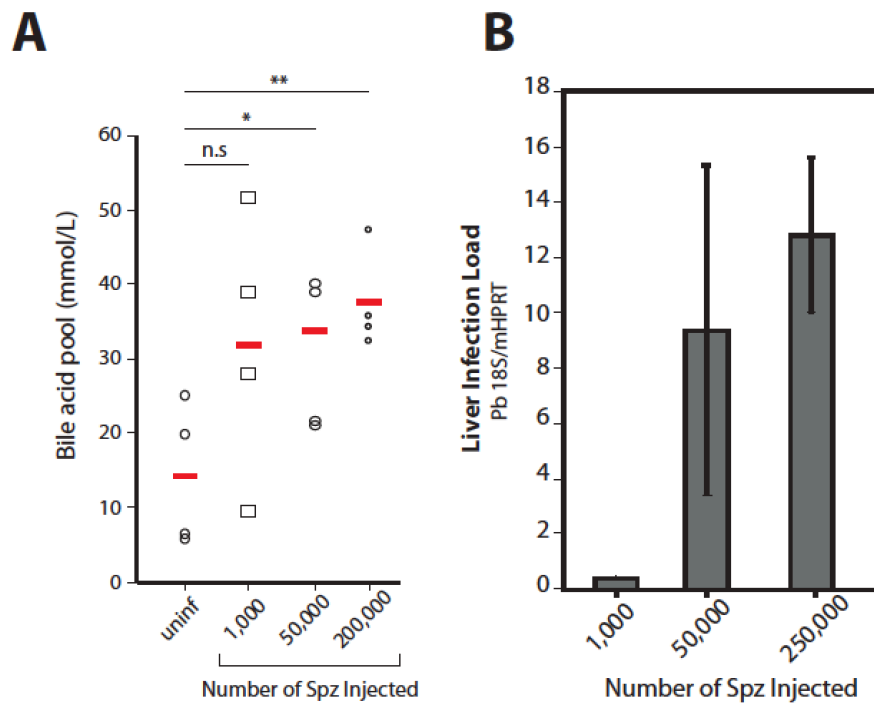 A
**
*
n.s
60
50
40
30
20
10
0
Bile acid pool (mmol/L)
uninf
1,000
50,000
200,000
Number of Spz Injected
B
18
16
14
12
10
8
6
4
2
0
Liver Infection Load
Pb 18S/mHPRT
1,000
50,000
250,000
Number of Spz Injected